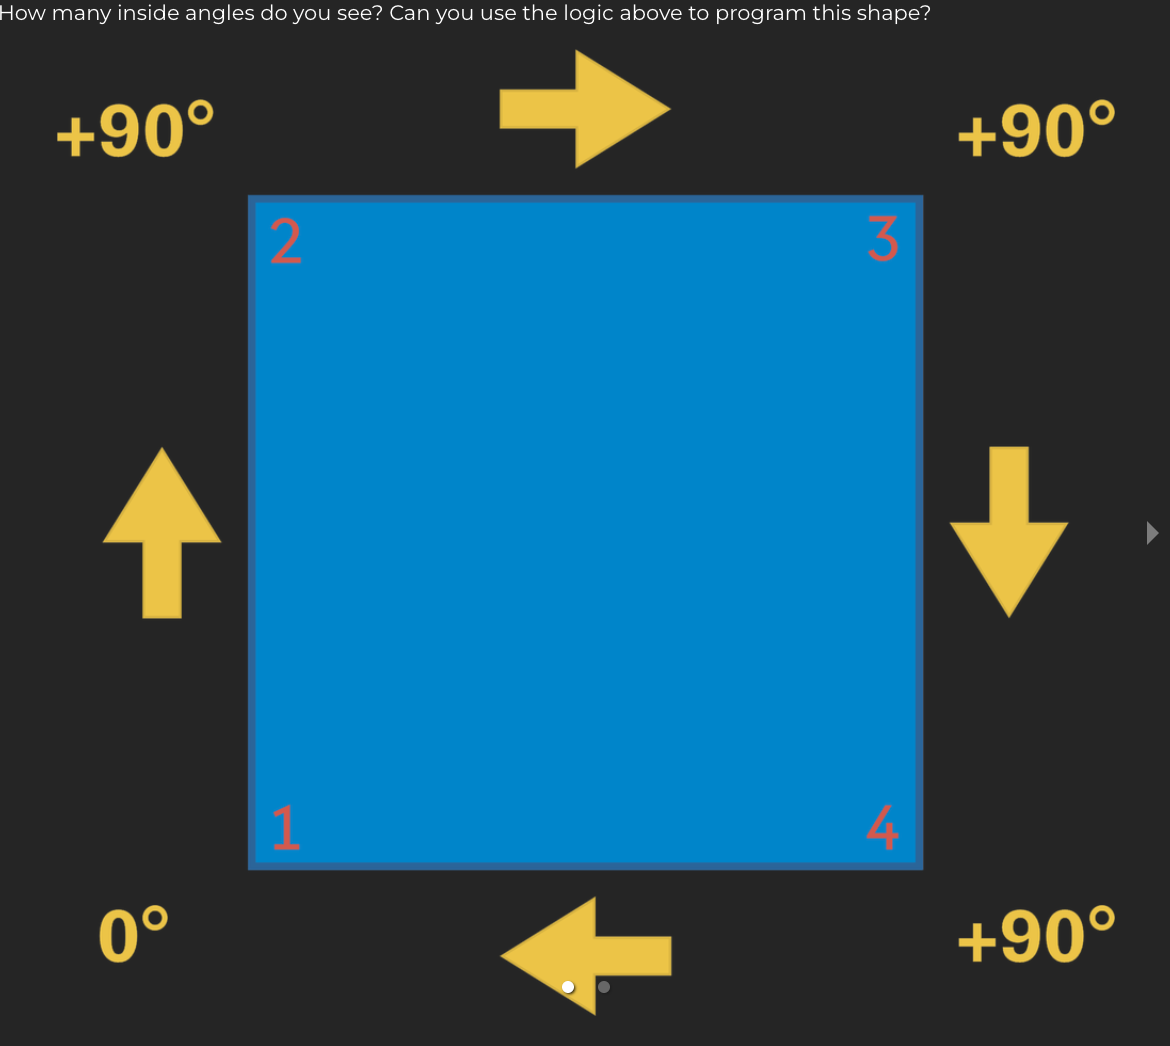 How many inside angles do you see? Can you use the logic above to program this shape?
+90° +90°
2 3
1 4
0° +90°